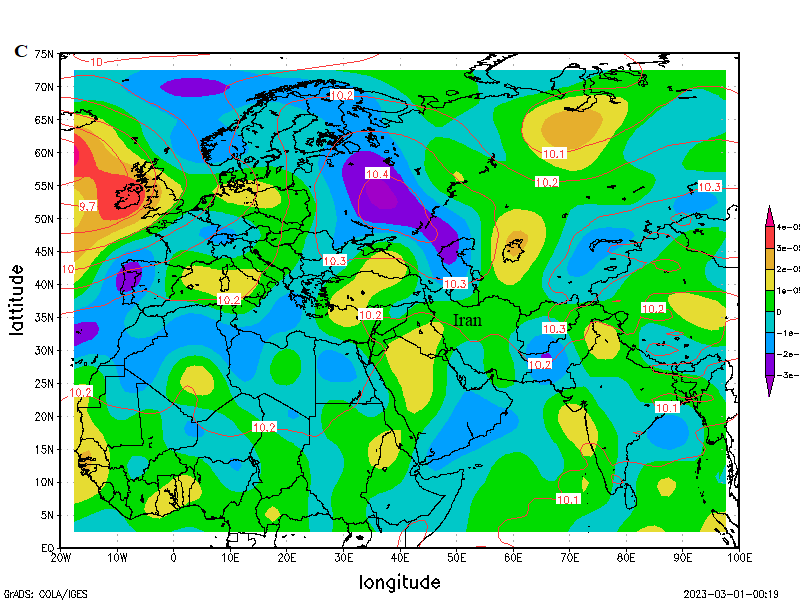 C
75N
70N
65N
60N
55N
50N
45N
40N
35N
30N
25N
20N
15N
10N
5N
EQ
20W
10W
0
10E
20E
30E
40E
50E
60E
70E
80E
90E
100E
lattitude
longitude
10
10.2
10.1
10.4
10.2
10.3
9.7
10.3
10
10.3
10.2
10.2
10.2
Iran
10.3
10.2
10.2
10.1
10.2
10.1
4e-05
3e-05
2e-05
1e-05
0
-1e-
-2e-
-3e-
GrADS: COLA/IGES
2023-03-01-00:19